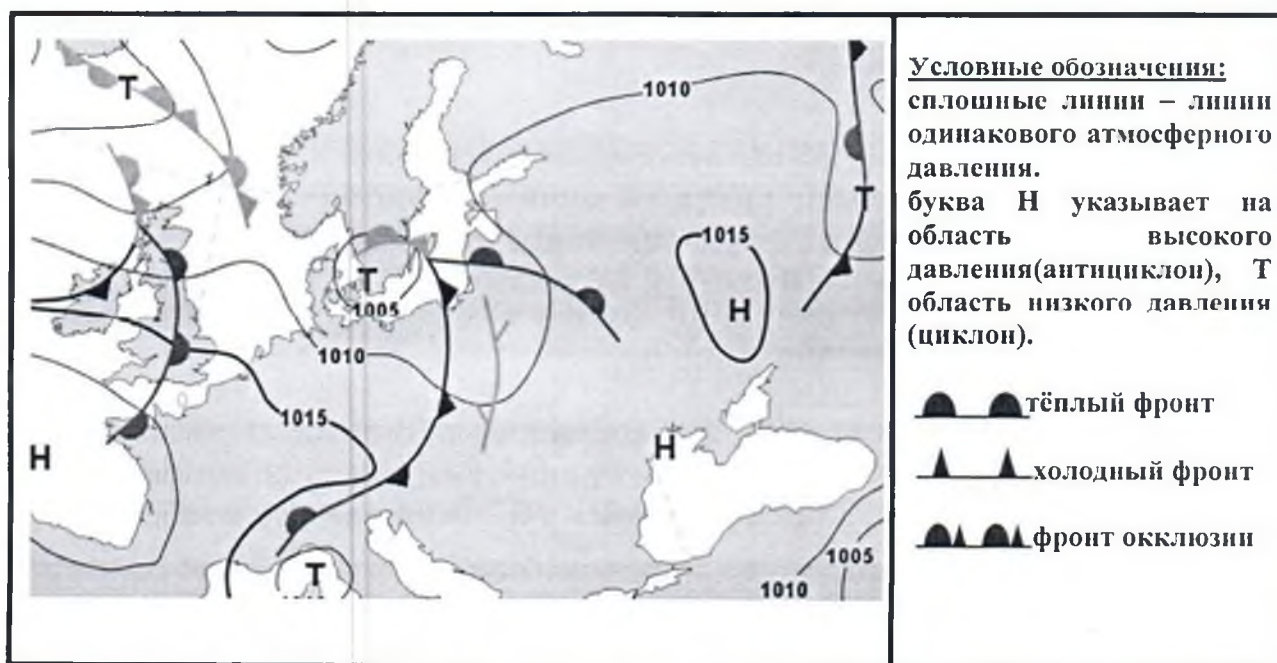 Условные обозначения:
сплошные линии – линии
одинакового атмосферного
давления.
буква Н указывает на
область высокого
давления(антициклон), Т
область низкого давления
(циклон).
тёплый фронт
холодный фронт
фронт окклюзии
Т
1010
Т
1015
Н
Т
1005
1010
1015
Н
Н
Т
1005
1010